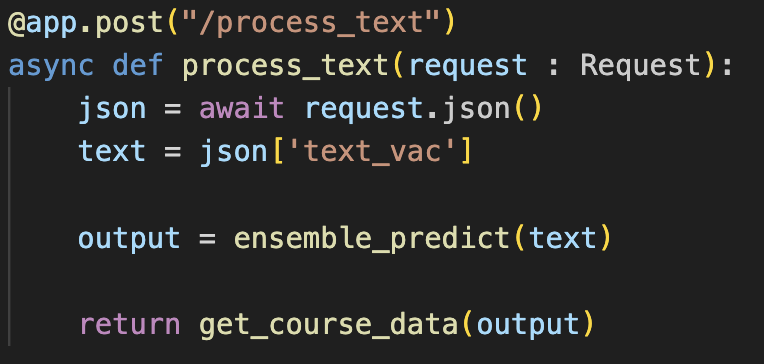 @app.post("/process_text")
async def process_text(request : Request):
    json = await request.json()
    text = json['text_vac']

    output = ensemble_predict(text)

    return get_course_data(output)